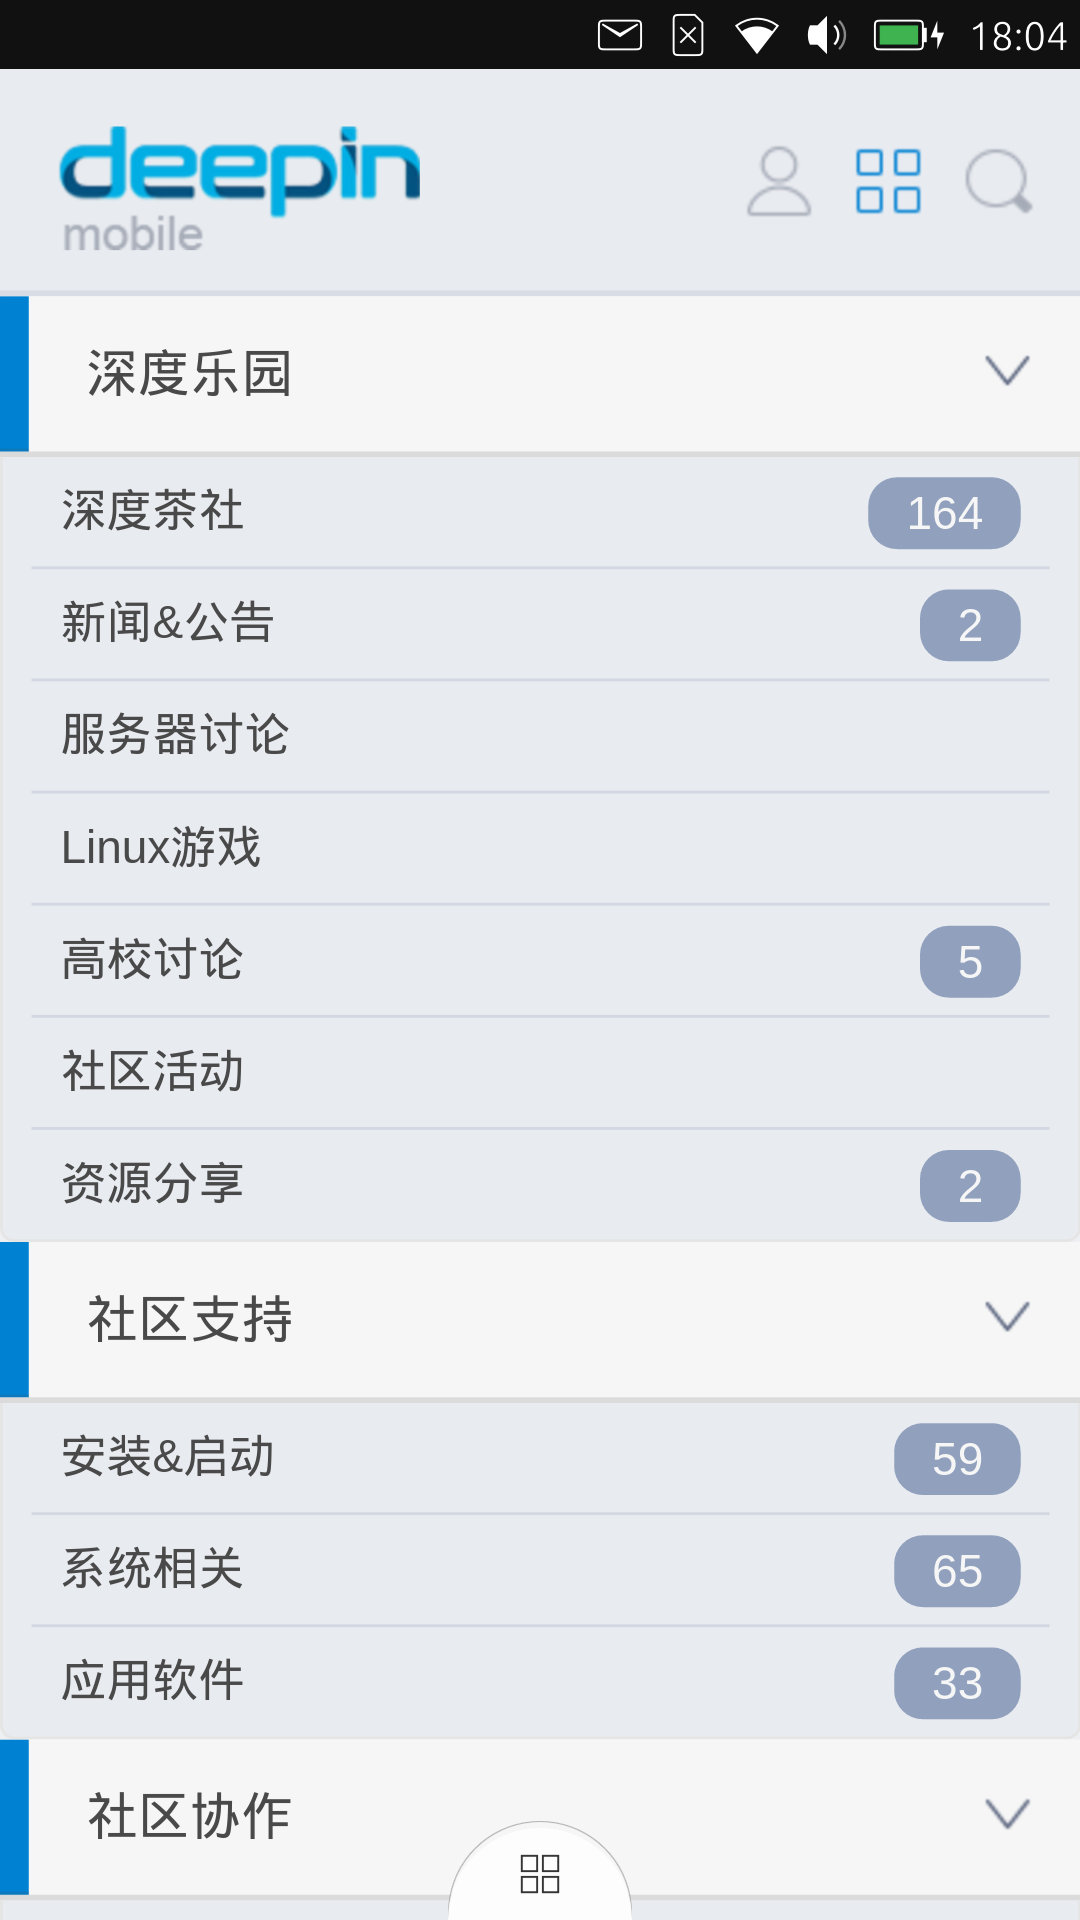 18:04
deepin
mobile
深度乐园
深度茶社 164
新闻&公告 2
服务器讨论
Linux游戏
高校讨论 5
社区活动
资源分享 2
社区支持
安装&启动 59
系统相关 65
应用软件 33
社区协作